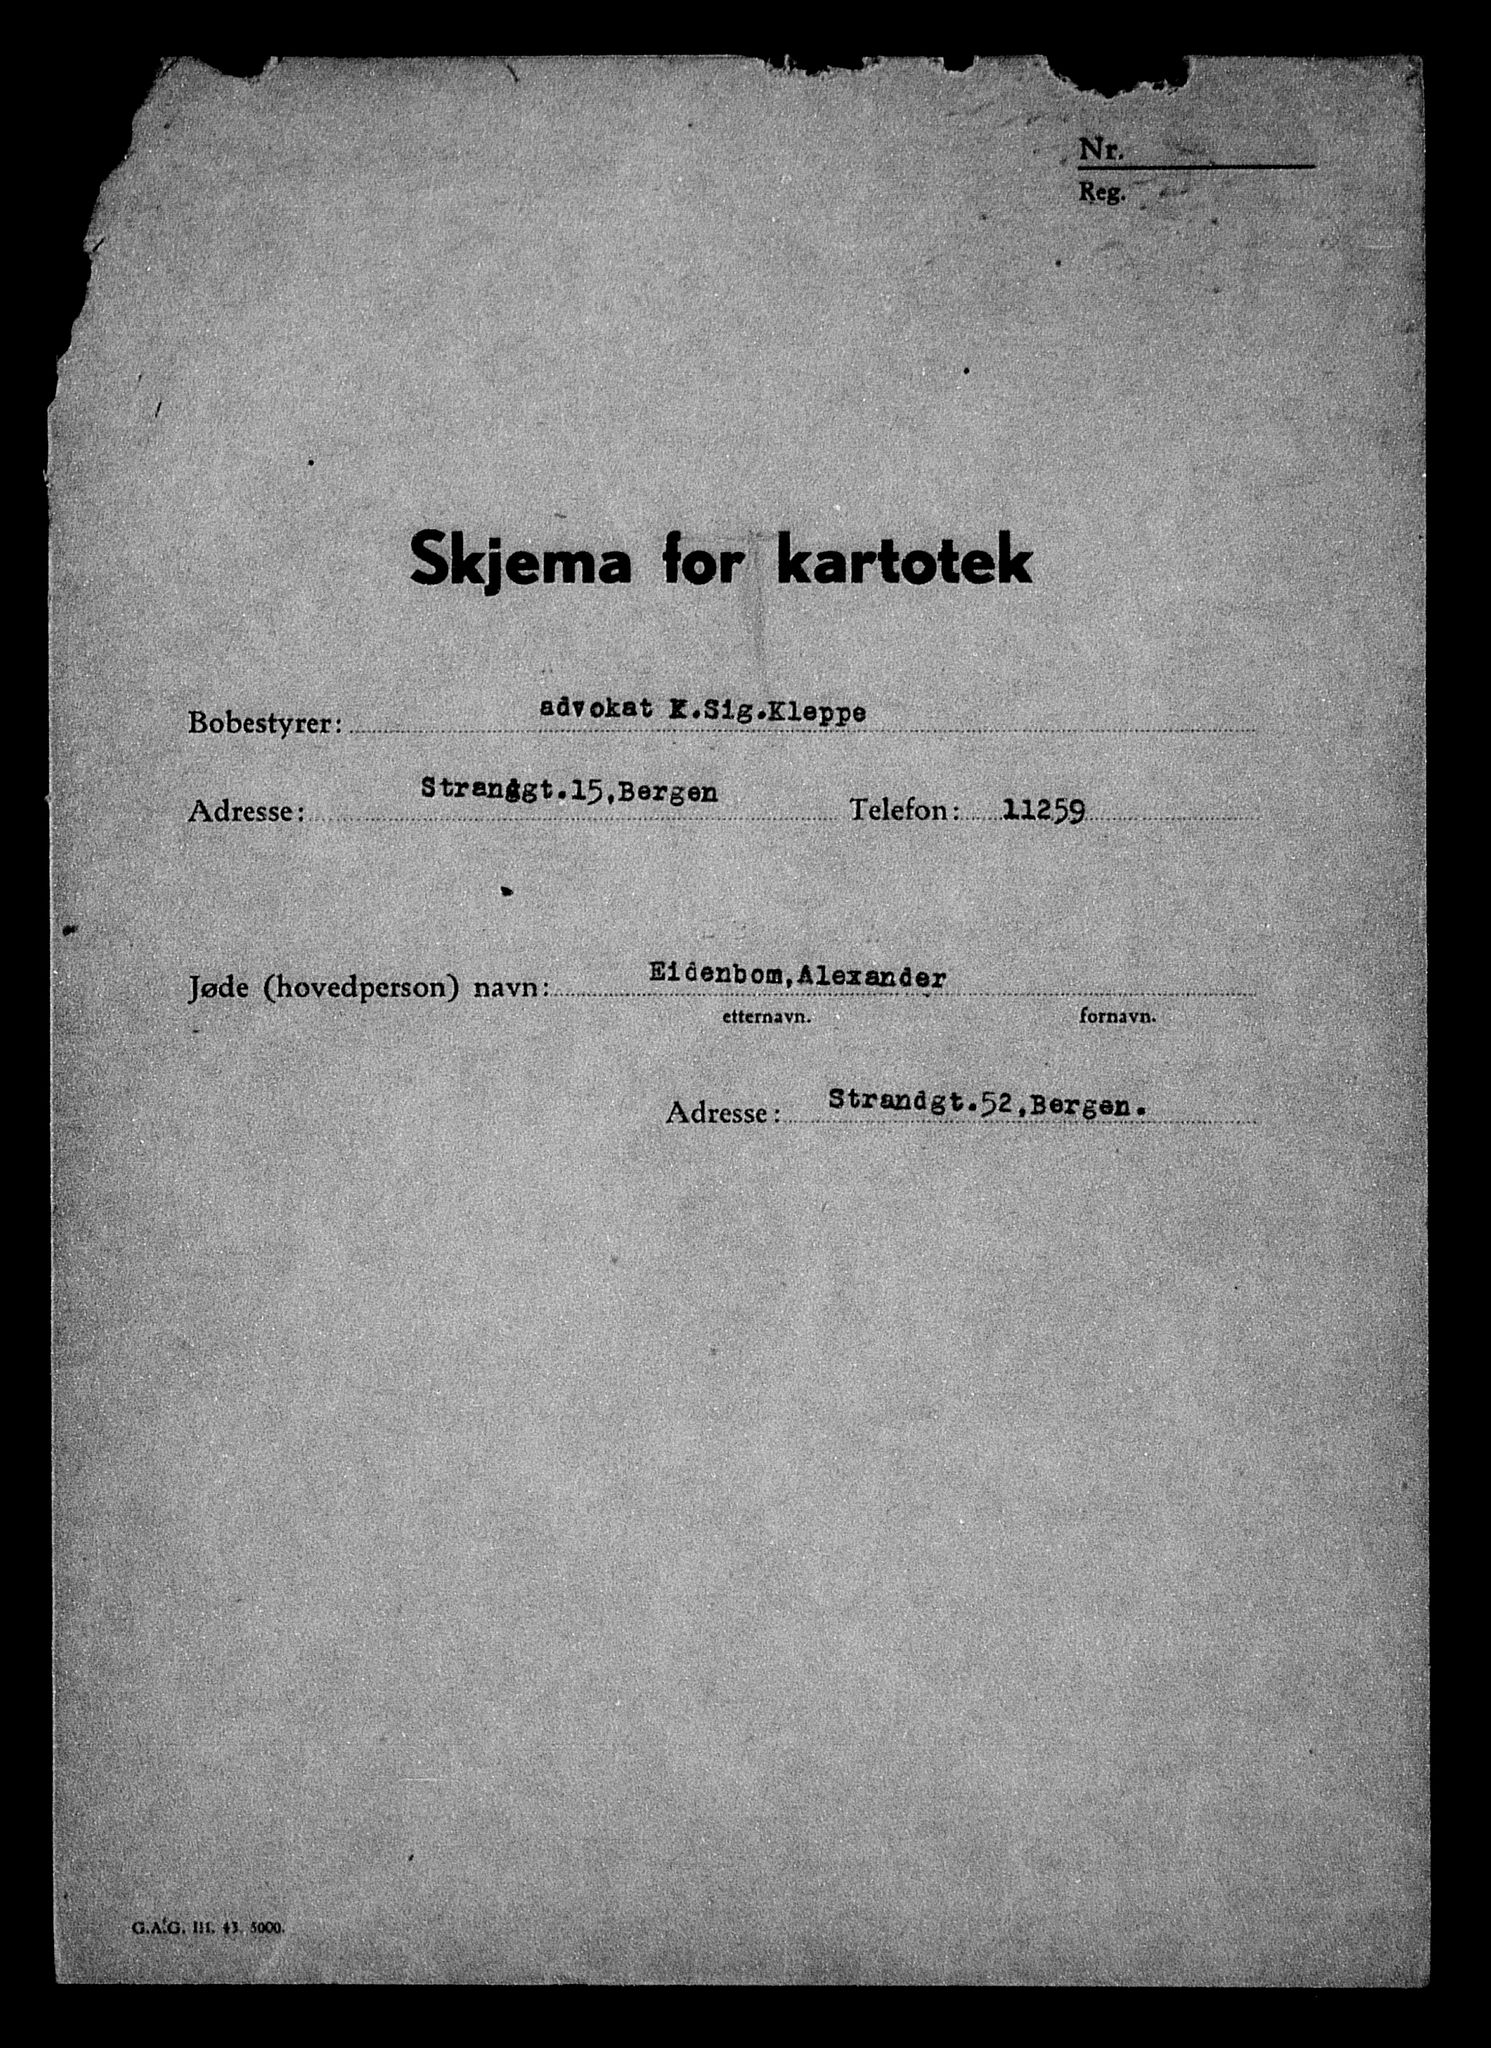 Nr.
Reg.
Skjema for kartotek
Bobestyrer: advokat K.Sig.Kleppe
Adresse: Strandgt.15,Bergen Telefon: 11259
Jøde (hovedperson) navn: Eidenbom,Alexander
etternavn. fornavn.
Adresse: Strandgt.52,Bergen.
G.A.G. III. 43. 5000.